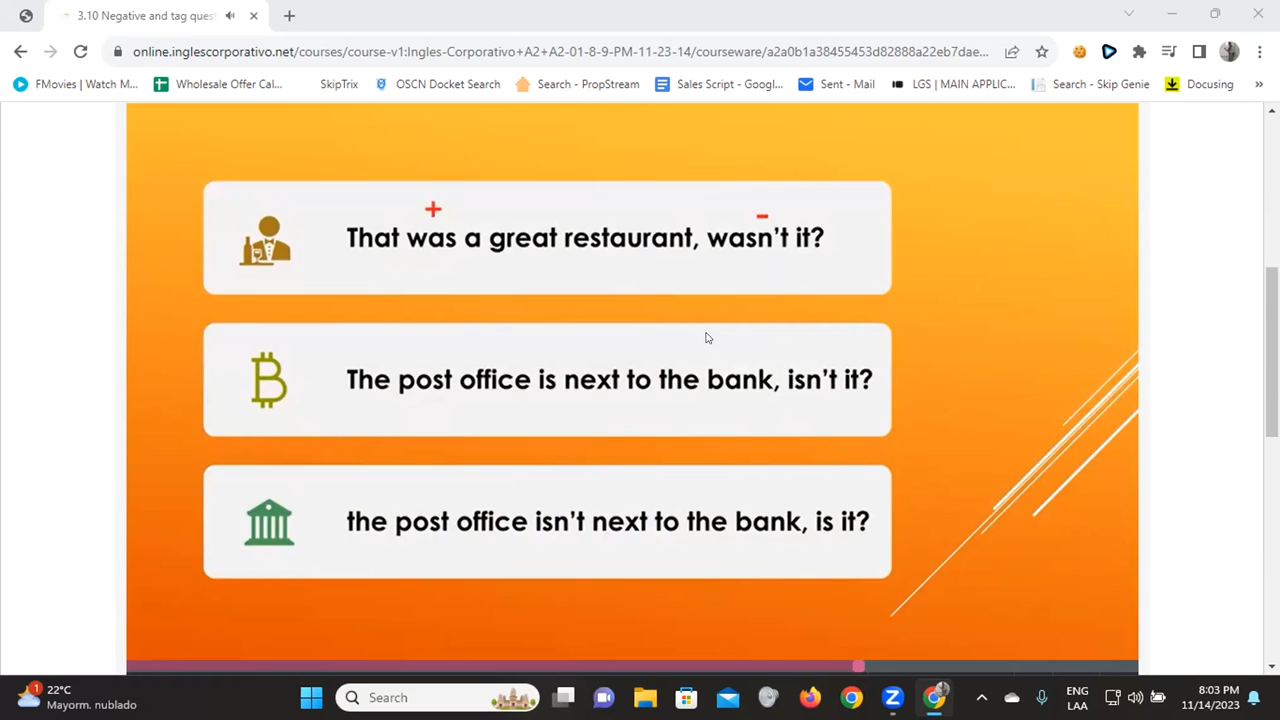 3.10 Negative and tag quest
online.inglescorporativo.net/courses/course-v1:Ingles-Corporativo+A2+A2-01-8-9-PM-11-23-14/courseware/a2a0b1a38455453d82888a22eb7dae...
FMovies | Watch M... Wholesale Offer Cal... SkipTrix OSCN Docket Search Search - PropStream Sales Script - Googl... Sent - Mail LGS | MAIN APPLIC... Search - Skip Genie Docusing »
+ -
That was a great restaurant, wasn't it?
The post office is next to the bank, isn't it?
the post office isn't next to the bank, is it?
1 22°C Search ENG 8:03 PM
Mayorm. nublado LAA 11/14/2023